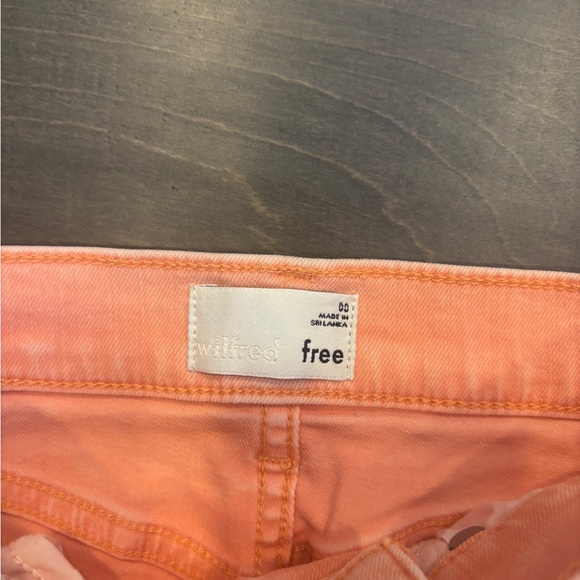 00
MADE IN
SRI LANKA
wilfred free